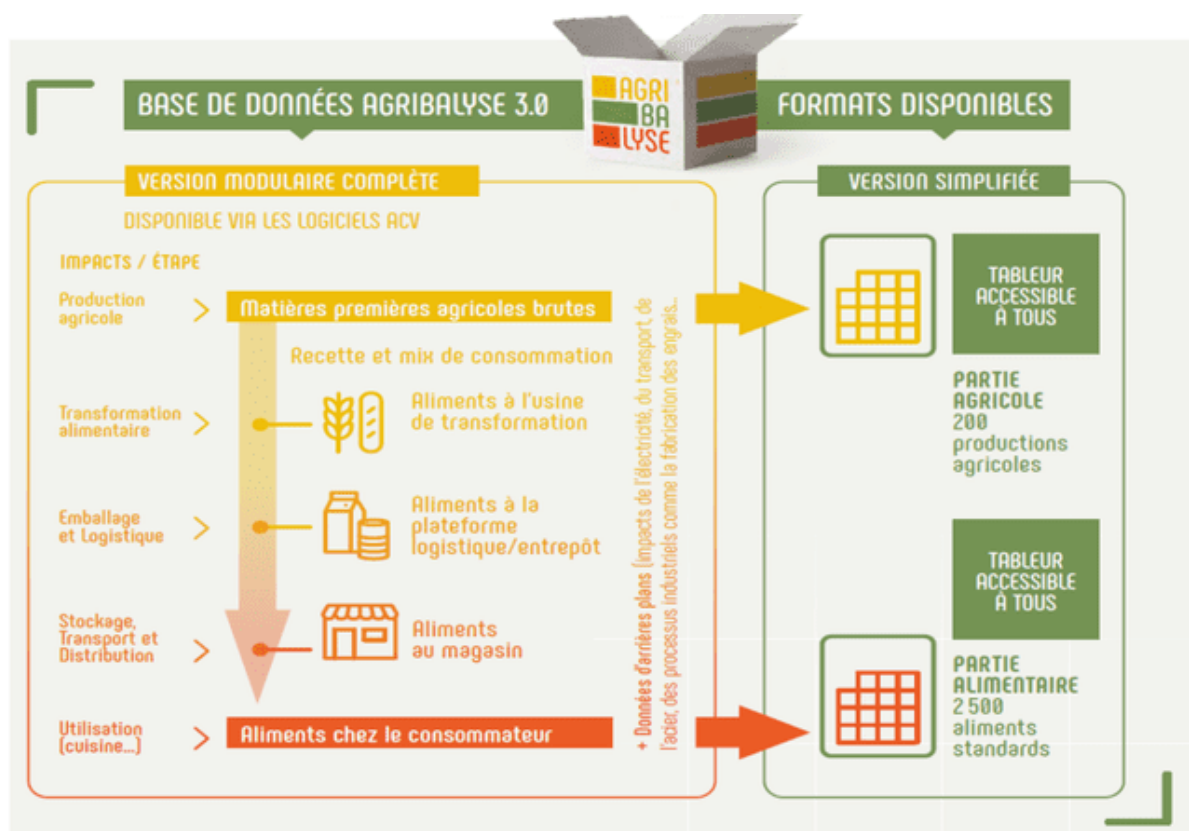 BASE DE DONNÉES AGRIBALYSE 3.0
AGRI
BA
LYSE
FORMATS DISPONIBLES
VERSION MODULAIRE COMPLÈTE
DISPONIBLE VIA LES LOGICIELS ACV
IMPACTS / ÉTAPE
Production
agricole
Matières premières agricoles brutes
Recette et mix de consommation
Transformation
alimentaire
Aliments à l'usine
de transformation
Emballage
et Logistique
Aliments à la
plateforme
logistique/entrepôt
Stockage,
Transport et
Distribution
Aliments
au magasin
Utilisation
(cuisine...)
Aliments chez le consommateur
+ Données d'arrières plans (impacts de l'électricité, du transport, de
l'acier, des processus industriels comme la fabrication des engrais..
VERSION SIMPLIFIÉE
TABLEUR
ACCESSIBLE
À TOUS
PARTIE
AGRICOLE
200
productions
agricoles
TABLEUR
ACCESSIBLE
À TOUS
PARTIE
ALIMENTAIRE
2 500
aliments
standards